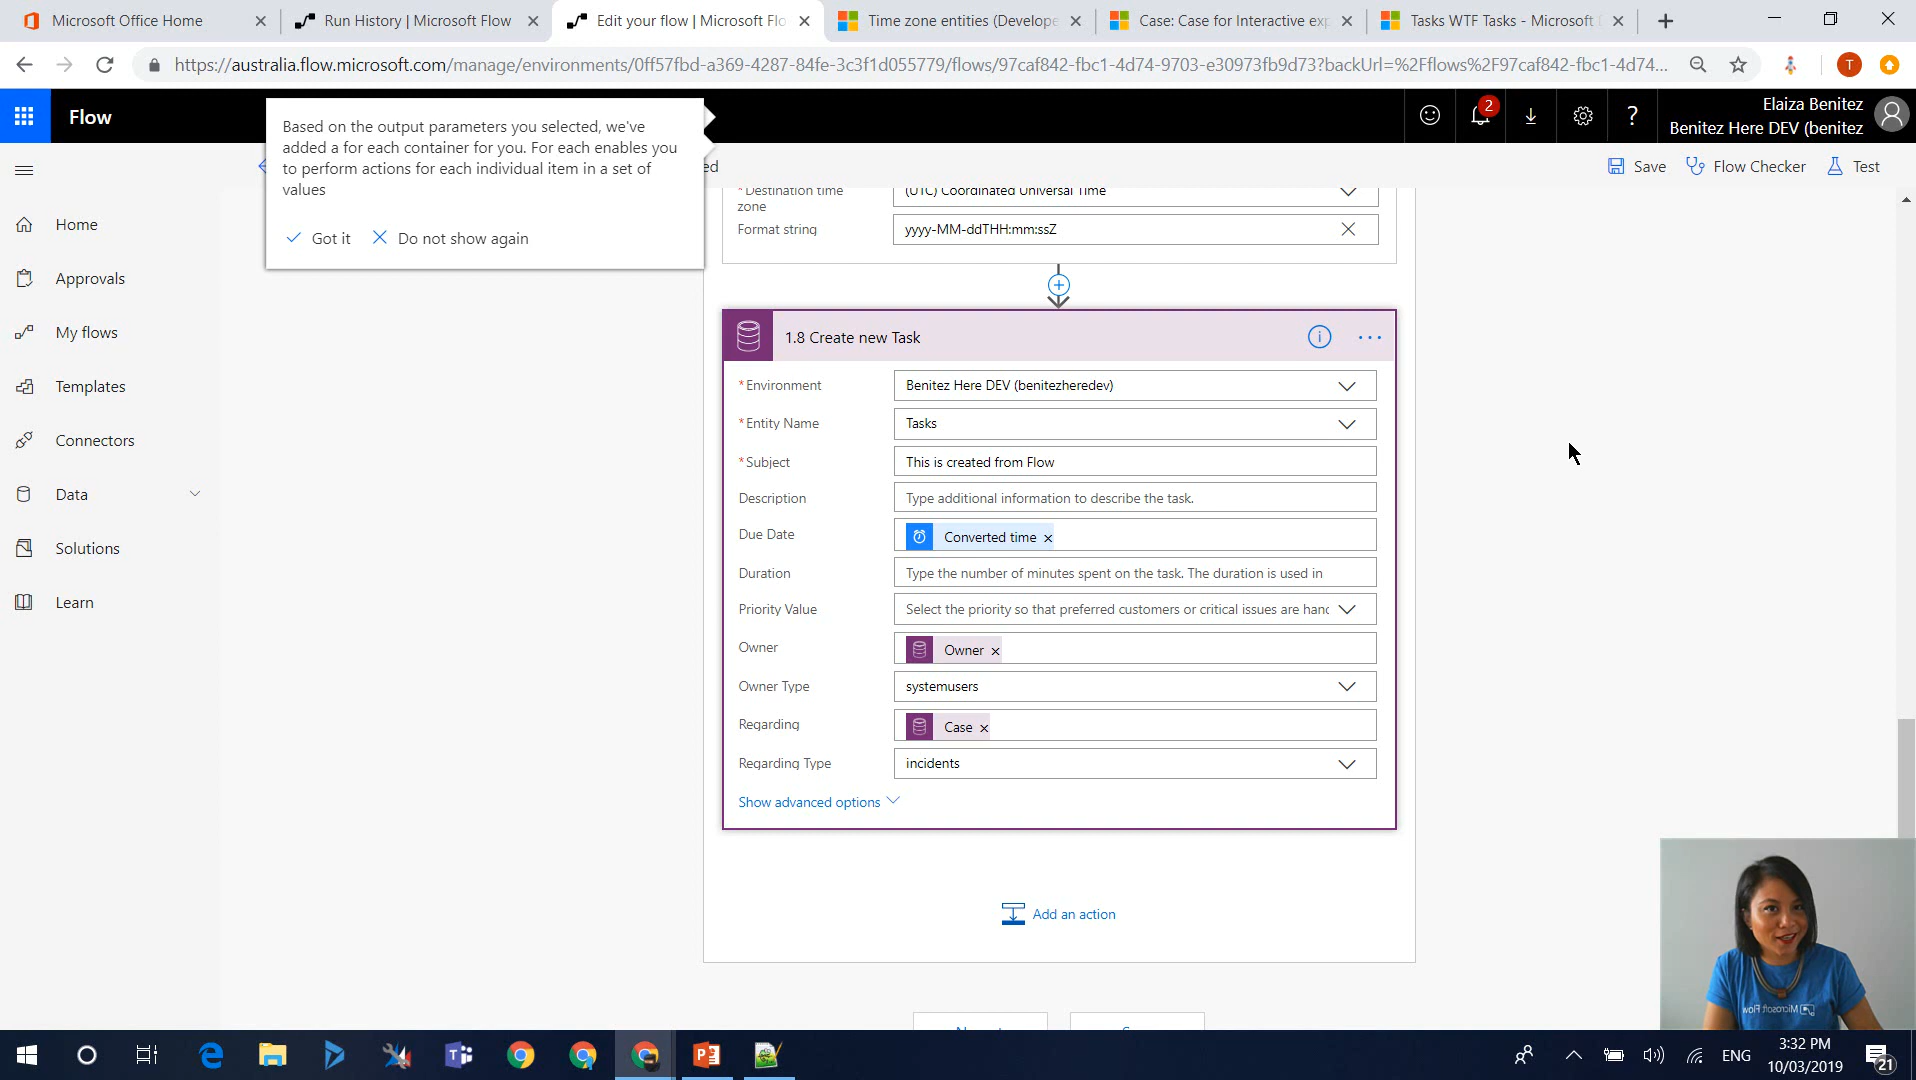 Microsoft Office Home
Run History | Microsoft Flow
Edit your flow | Microsoft Flo
Time zone entities (Develope
Case: Case for Interactive exp
Tasks WTF Tasks - Microsoft
https://australia.flow.microsoft.com/manage/environments/0ff57fbd-a369-4287-84fe-3c3f1d055779/flows/97caf842-fbc1-4d74-9703-e30973fb9d73?backUrl=%2Fflows%2F97caf842-fbc1-4d74...
T
Flow
2
?
Elaiza Benitez
Benitez Here DEV (benitez
Based on the output parameters you selected, we've
added a for each container for you. For each enables you
to perform actions for each individual item in a set of
values
Got it
Do not show again
ed
Save
Flow Checker
Test
Home
Approvals
My flows
Templates
Connectors
Data
Solutions
Learn
*Destination time
zone
(UTC) Coordinated Universal Time
Format string
yyyy-MM-ddTHH:mm:ssZ
1.8 Create new Task
*Environment
Benitez Here DEV (benitezheredev)
*Entity Name
Tasks
*Subject
This is created from Flow
Description
Type additional information to describe the task.
Due Date
Converted time
Duration
Type the number of minutes spent on the task. The duration is used in
Priority Value
Select the priority so that preferred customers or critical issues are hand
Owner
Owner
Owner Type
systemusers
Regarding
Case
Regarding Type
incidents
Show advanced options
Add an action
Microsoft Flow
ENG
3:32 PM
10/03/2019
21